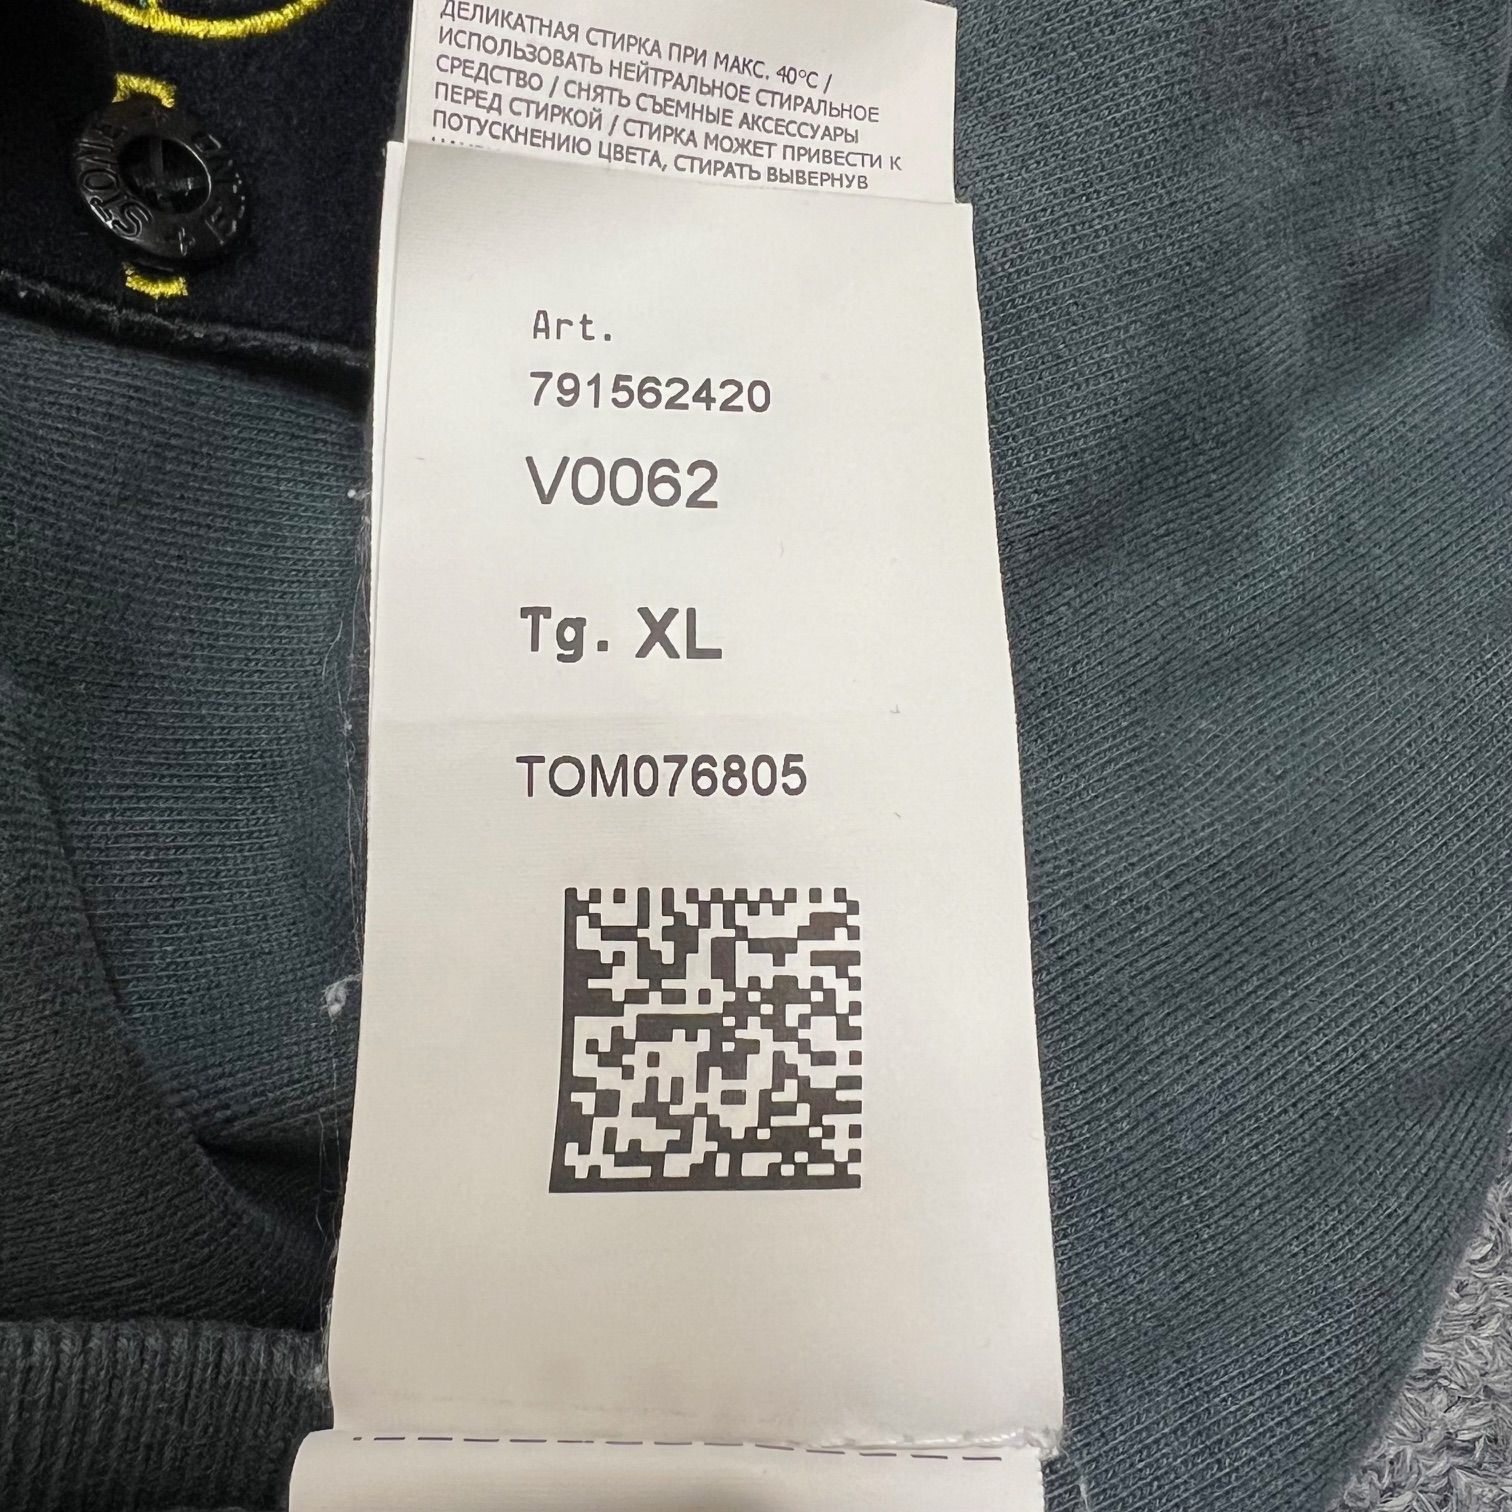 ДЕЛИКАТНАЯ СТИРКА ПРИ МАКС. 40°C /
ИСПОЛЬЗОВАТЬ НЕЙТРАЛЬНОЕ СТИРАЛЬНОЕ
СРЕДСТВО / СНЯТЬ СЪЕМНЫЕ АКСЕССУАРЫ
ПЕРЕД СТИРКОЙ / СТИРКА МОЖЕТ ПРИВЕСТИ К
ПОТУСКНЕНИЮ ЦВЕТА, СТИРАТЬ ВЫВЕРНУВ
Art.
791562420
V0062
Tg. XL
TOM076805